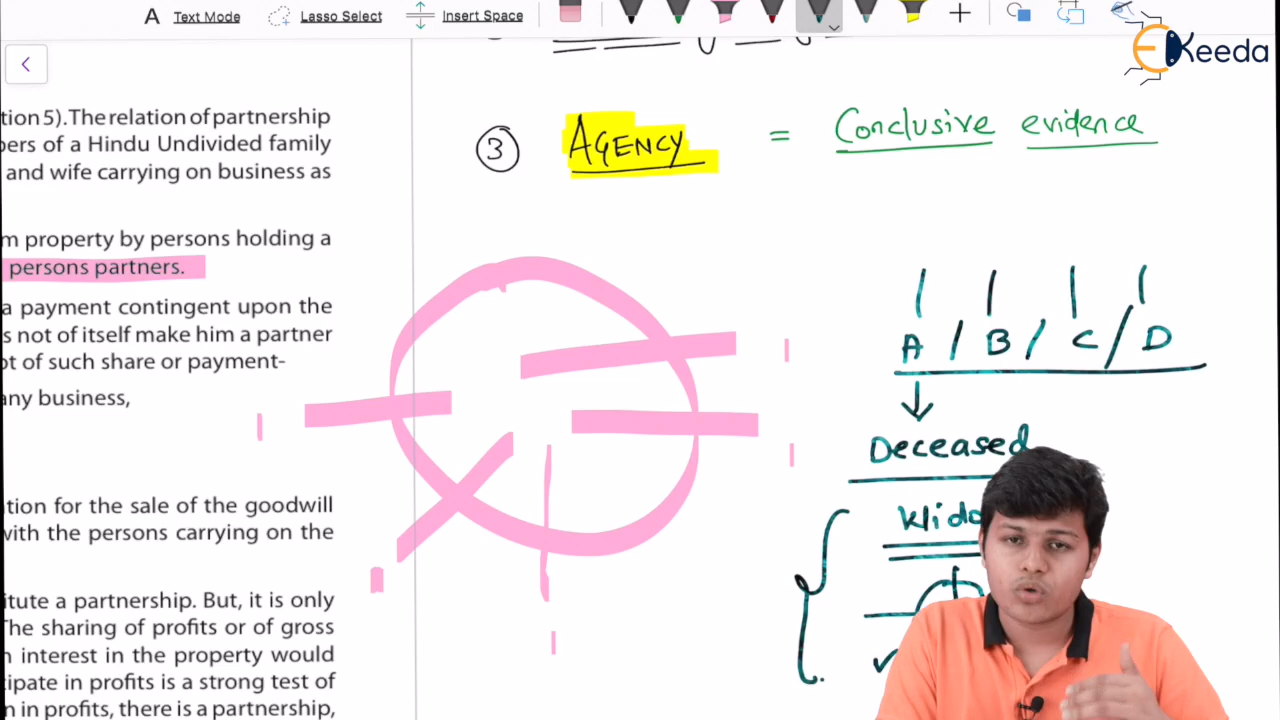 A Text Mode
Lasso Select
Insert Space
Keeda
tion 5). The relation of partnership
bers of a Hindu Undivided family
and wife carrying on business as
m property by persons holding a
persons partners.
a payment contingent upon the
s not of itself make him a partner
ot of such share or payment-
any business,
tion for the sale of the goodwill
with the persons carrying on the
itute a partnership. But, it is only
The sharing of profits or of gross
n interest in the property would
cipate in profits is a strong test of
n in profits, there is a partnership,
3 AGENCY = Conclusive evidence
A / B / C / D
Deceased